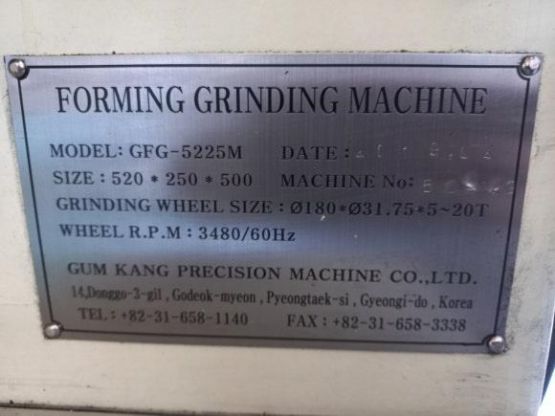 FORMING GRINDING MACHINE
MODEL: GFG-5225M DATE :
SIZE : 520 * 250 * 500 MACHINE No:
GRINDING WHEEL SIZE : Ø180*Ø31.75*5~20T
WHEEL R.P.M : 3480/60Hz
GUM KANG PRECISION MACHINE CO.,LTD.
14,Donggo-3-gil , Godeok-myeon , Pyeongtaek-si , Gyeongi-do , Korea
TEL : +82-31-658-1140 FAX : +82-31-658-3338